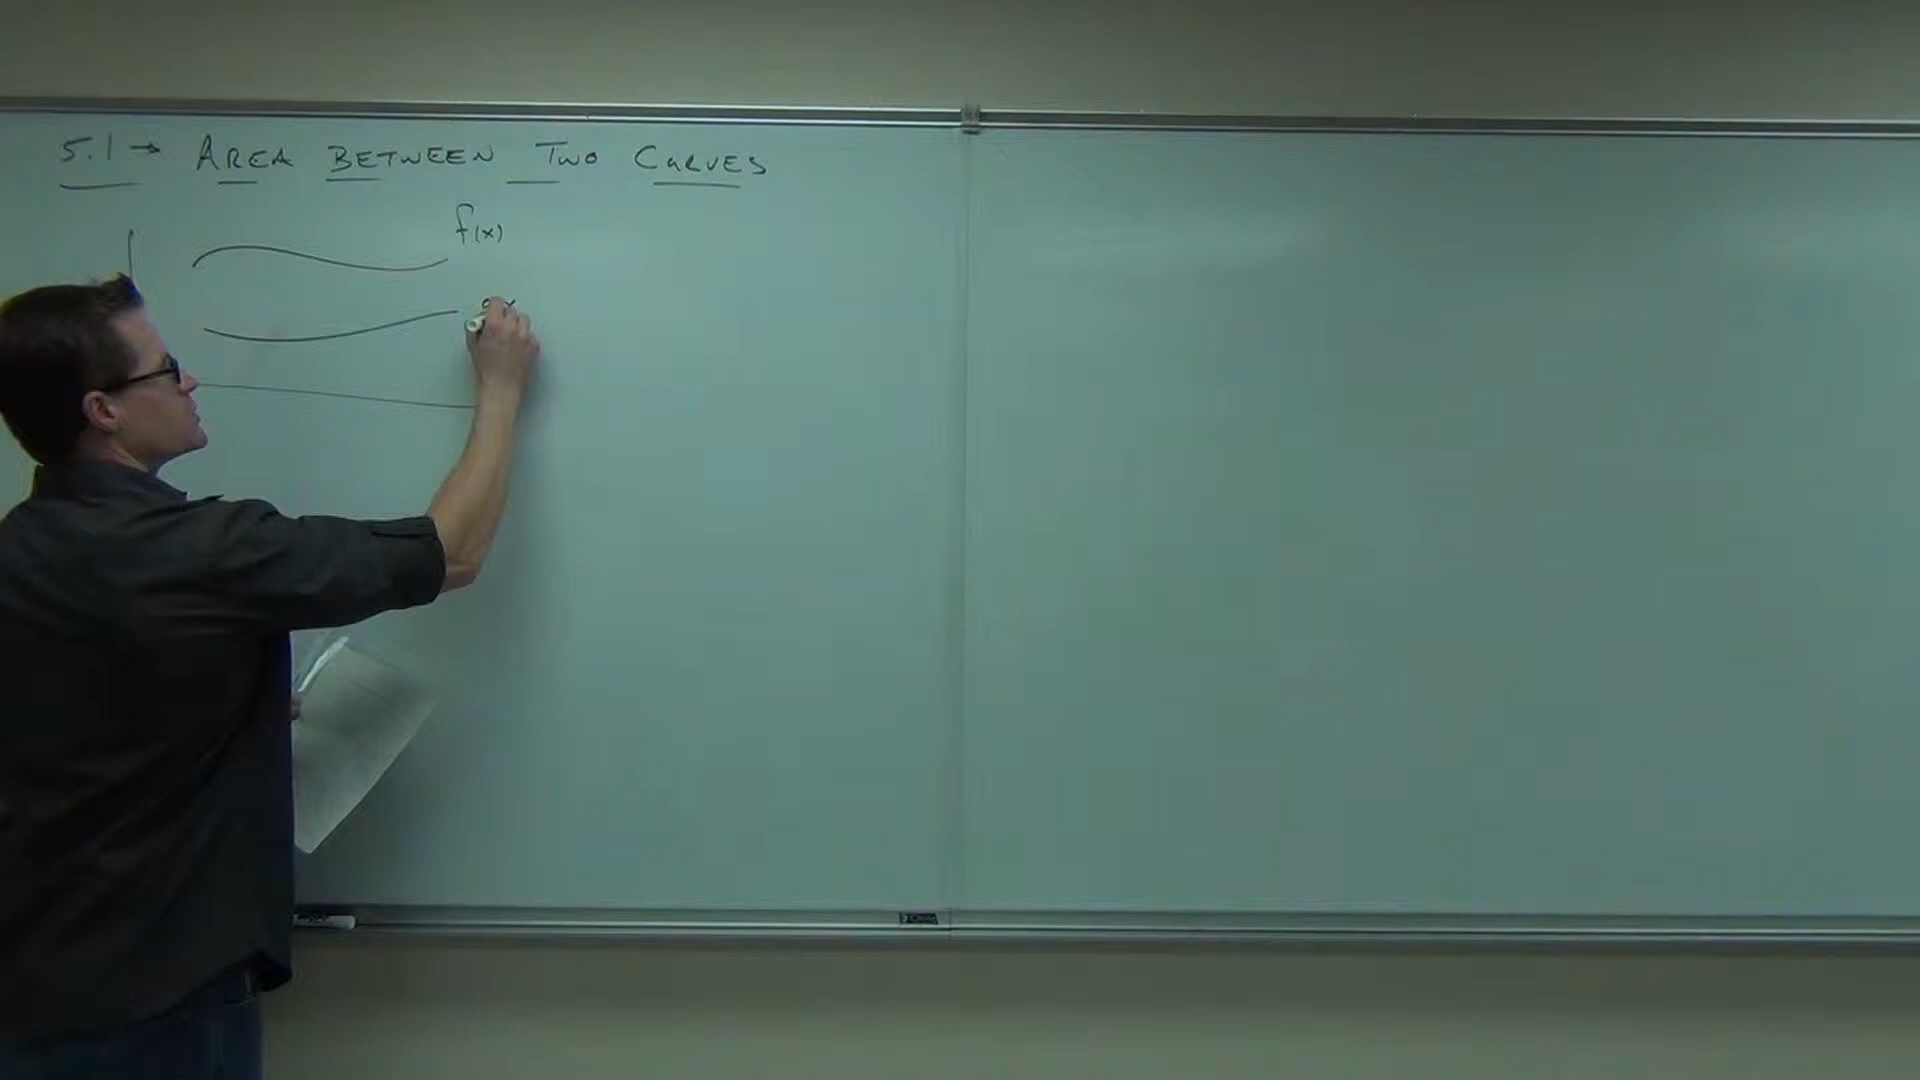 5.1 → AREA BETWEEN TWO CURVES
f(x)